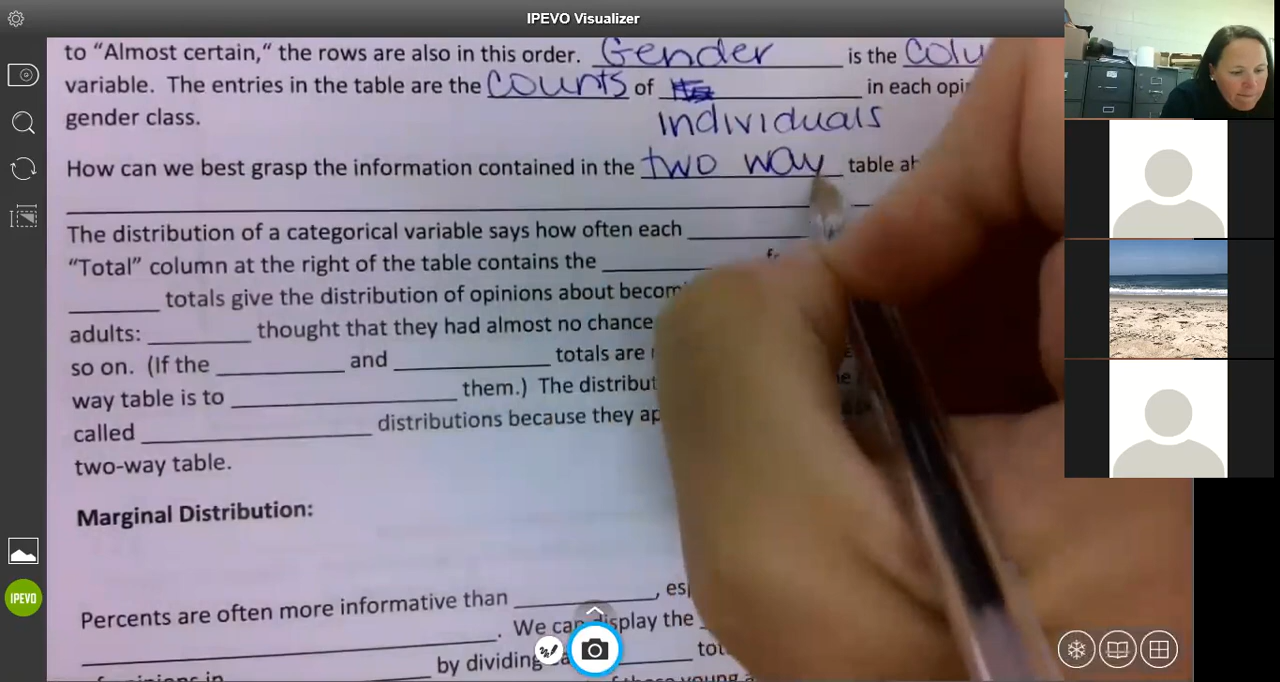 IPEVO Visualizer
to “Almost certain,“ the rows are also in this order. Gender is the colu
variable. The entries in the table are the counts of in each opi
individuals
gender class.
How can we best grasp the information contained in the two way table ab
The distribution of a categorical variable says how often each
“Total” column at the right of the table contains the
totals give the distribution of opinions about becom
adults: thought that they had almost no chance
so on. (If the and totals are
way table is to them.) The distribut
called distributions because they ap
two-way table.
Marginal Distribution:
Percents are often more informative than , es
. We can display the
by dividing
IPEVO